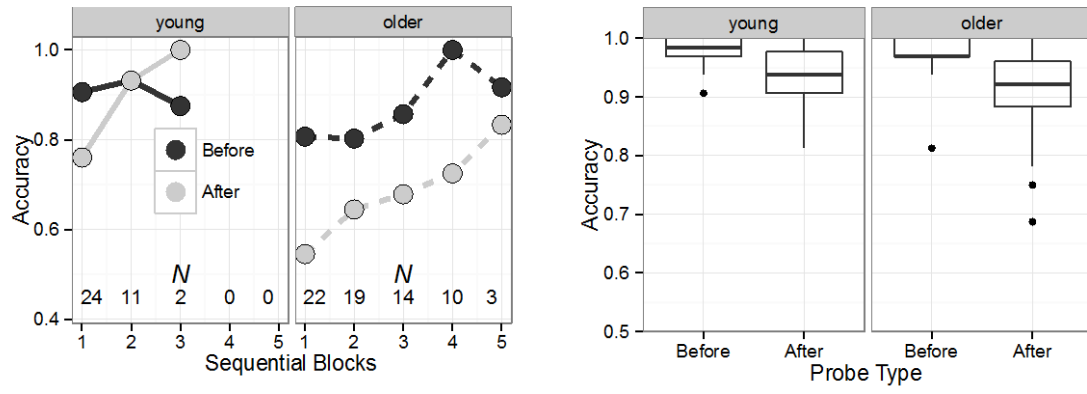 young older
Accuracy
1.0
0.8
0.6
0.4
Before
After
N N
24 11 2 0 0 22 19 14 10 3
1 2 3 4 5 1 2 3 4 5
Sequential Blocks
young older
Accuracy
1.0
0.9
0.8
0.7
0.6
0.5
Before After Before After
Probe Type